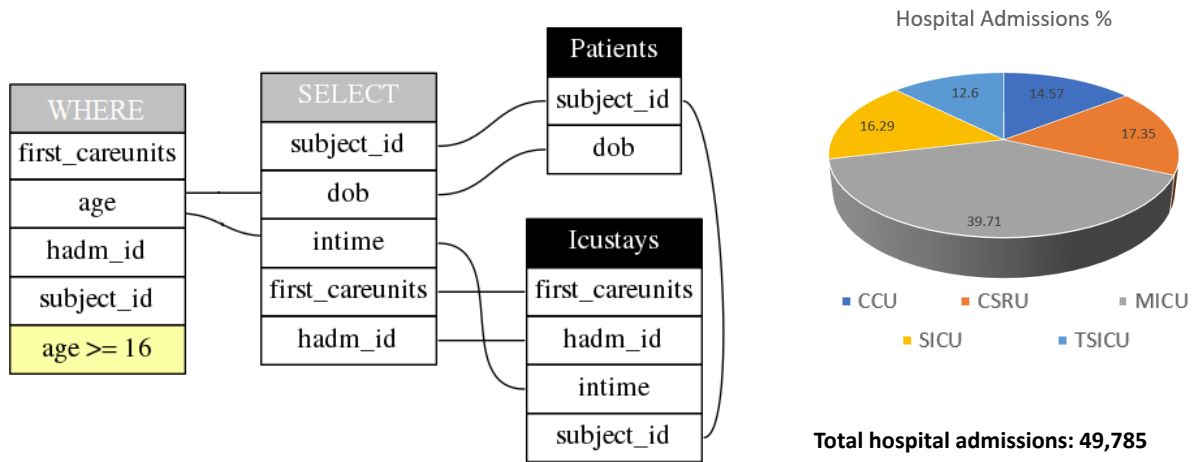 WHERE
first_careunits
age
hadm_id
subject_id
age >= 16
SELECT
subject_id
dob
intime
first_careunits
hadm_id
Patients
subject_id
dob
Icustays
first_careunits
hadm_id
intime
subject_id
Hospital Admissions %
12.6
14.57
16.29
17.35
39.71
CCU
CSRU
MICU
SICU
TSICU
Total hospital admissions: 49,785